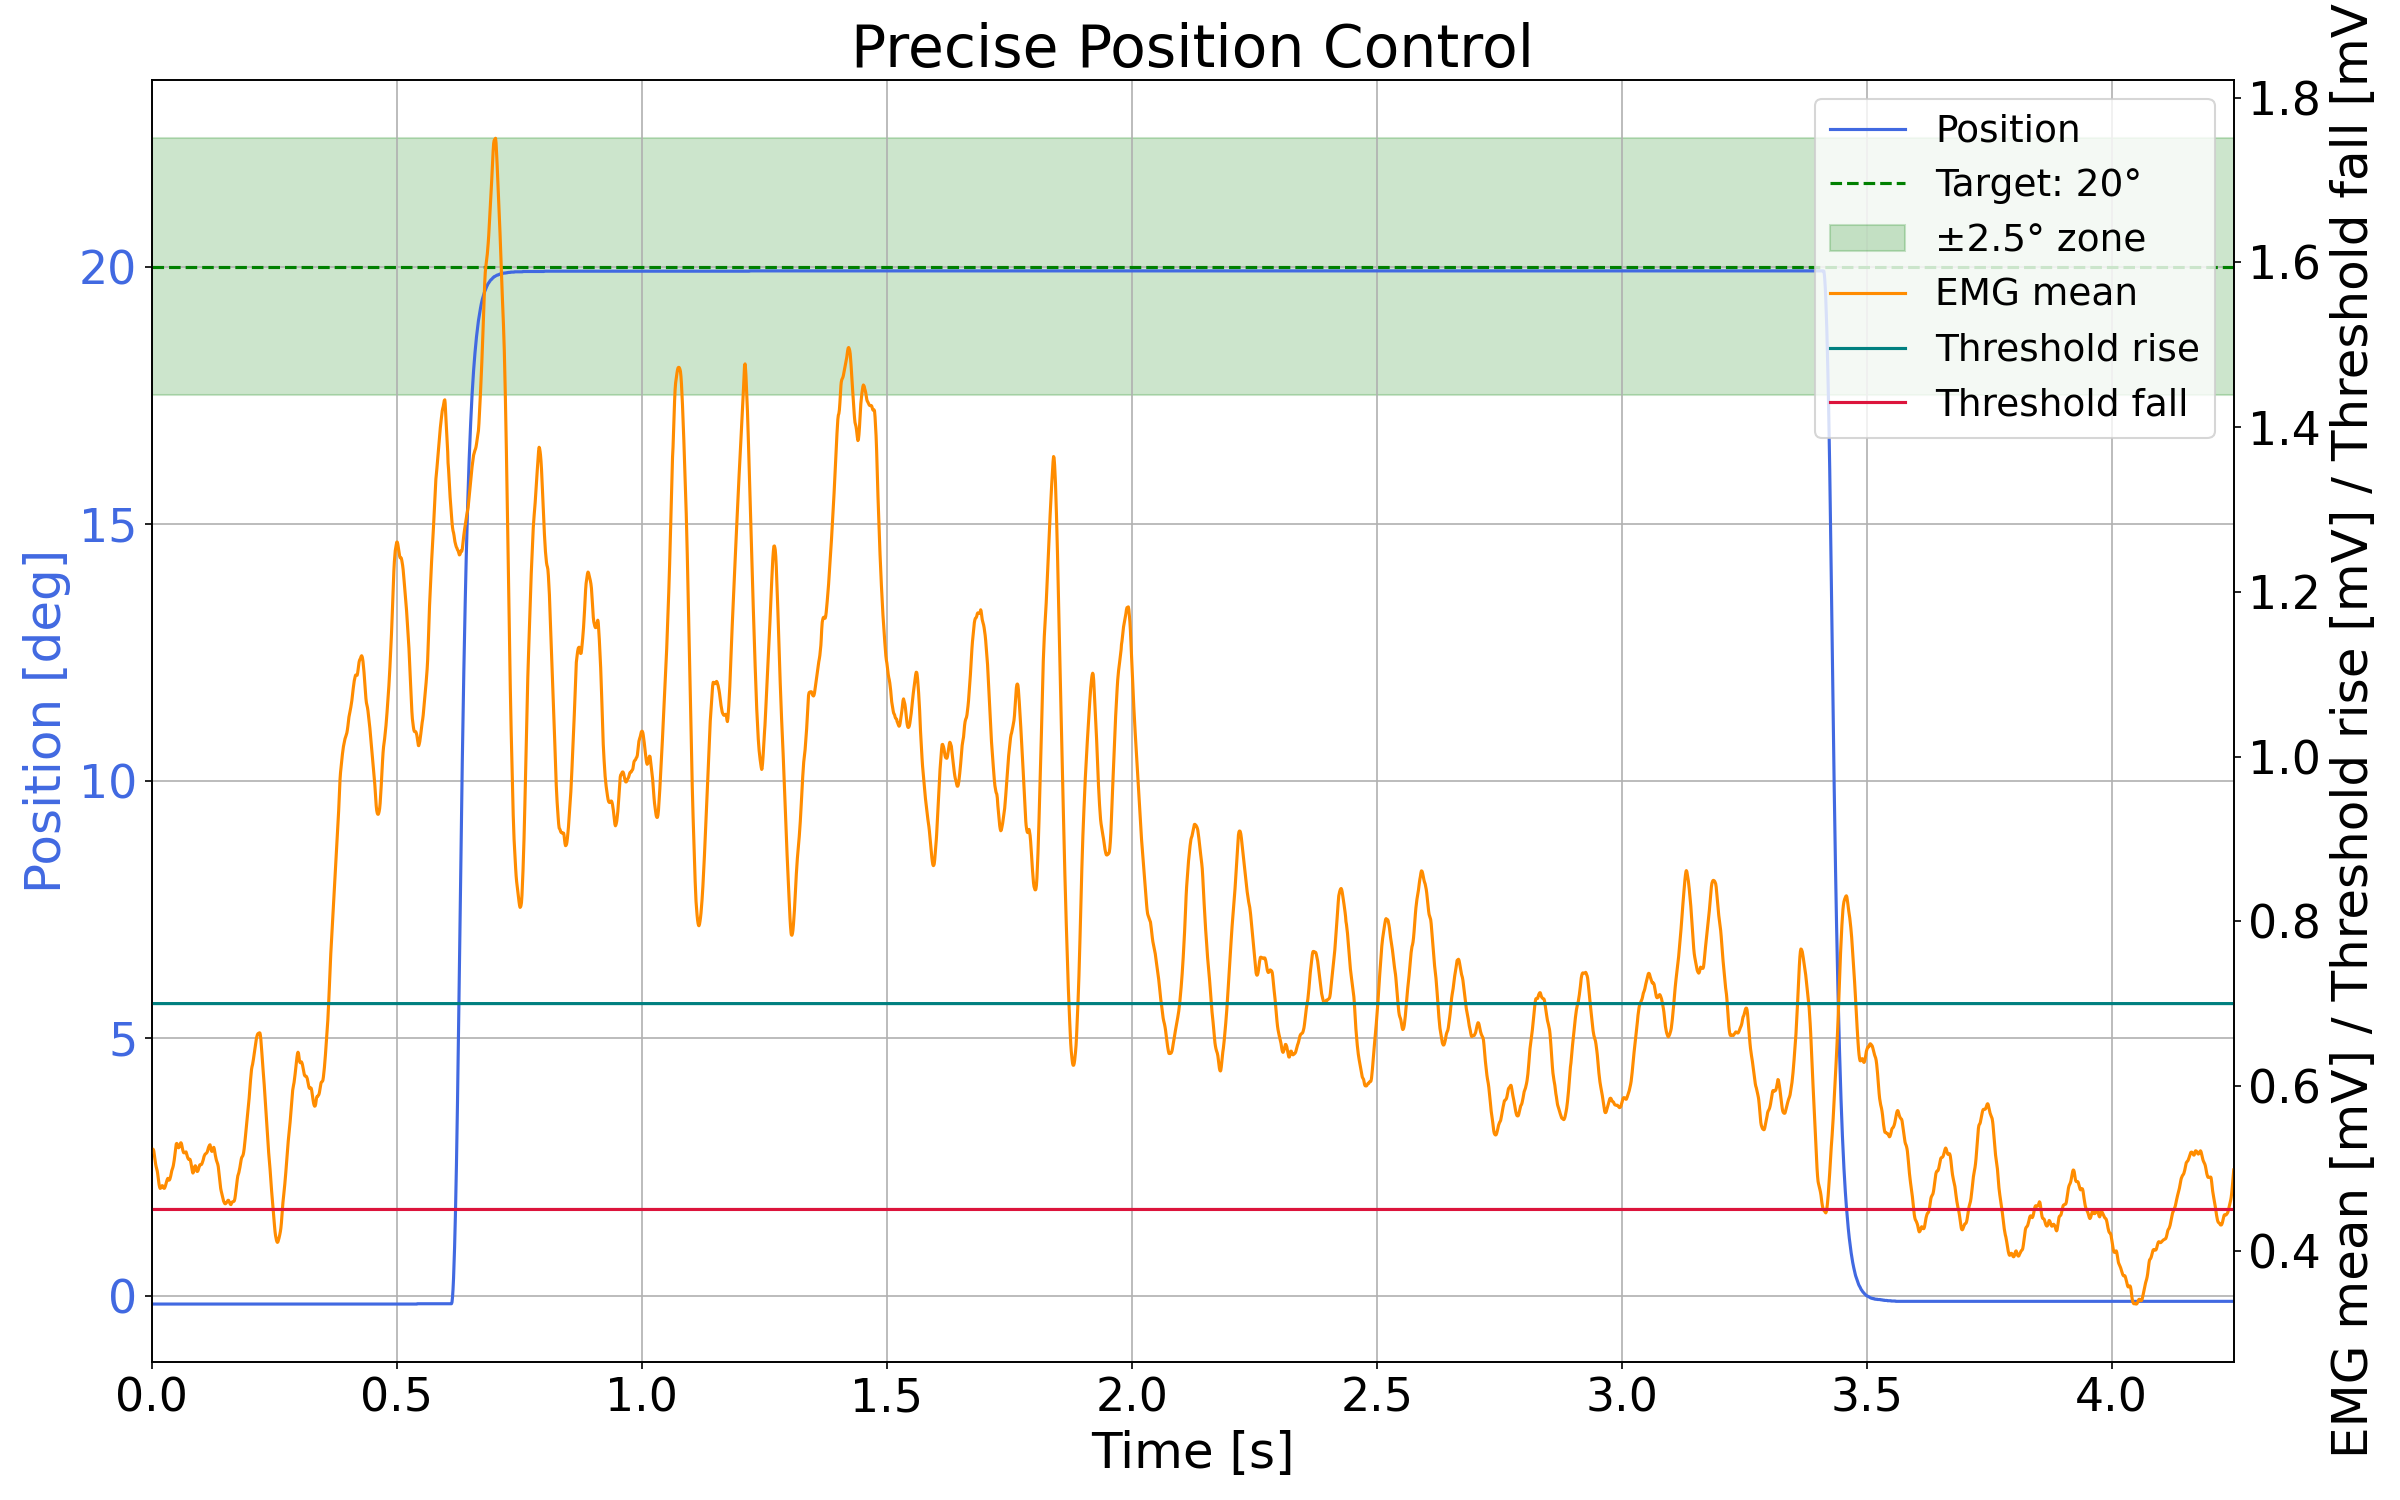 Precise Position Control
Position [deg]
20
15
10
5
0
0.0 0.5 1.0 1.5 2.0 2.5 3.0 3.5 4.0
Time [s]
1.8
1.6
1.4
1.2
1.0
0.8
0.6
0.4
EMG mean [mV] / Threshold rise [mV] / Threshold fall [mV
Position
Target: 20°
±2.5° zone
EMG mean
Threshold rise
Threshold fall